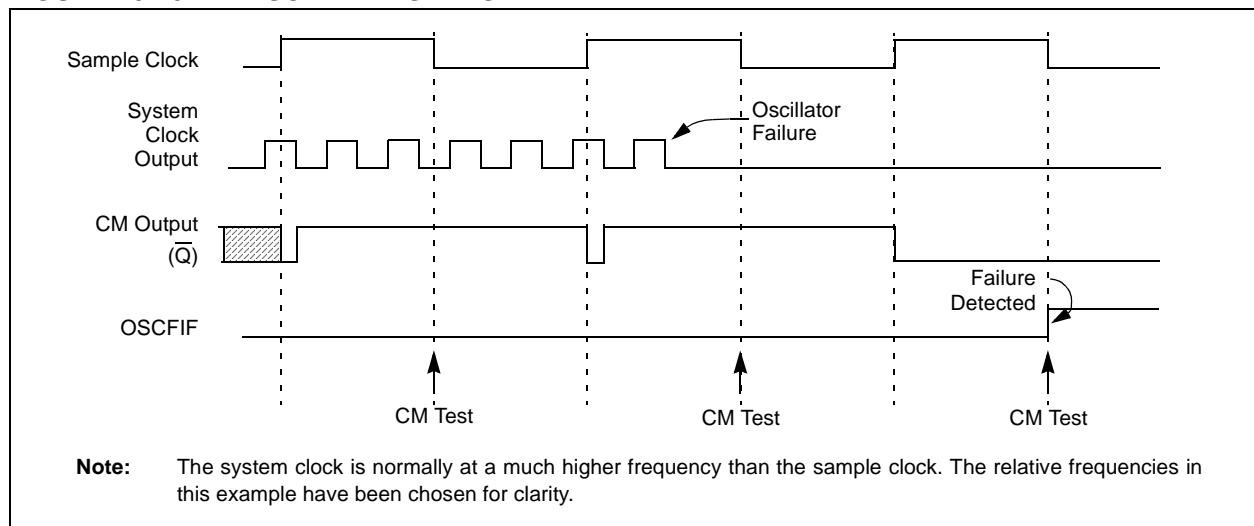 Sample Clock
System
Clock
Output
Oscillator
Failure
CM Output
(Q̅)
Failure
Detected
OSCFIF
CM Test
CM Test
CM Test
Note: The system clock is normally at a much higher frequency than the sample clock. The relative frequencies in
this example have been chosen for clarity.